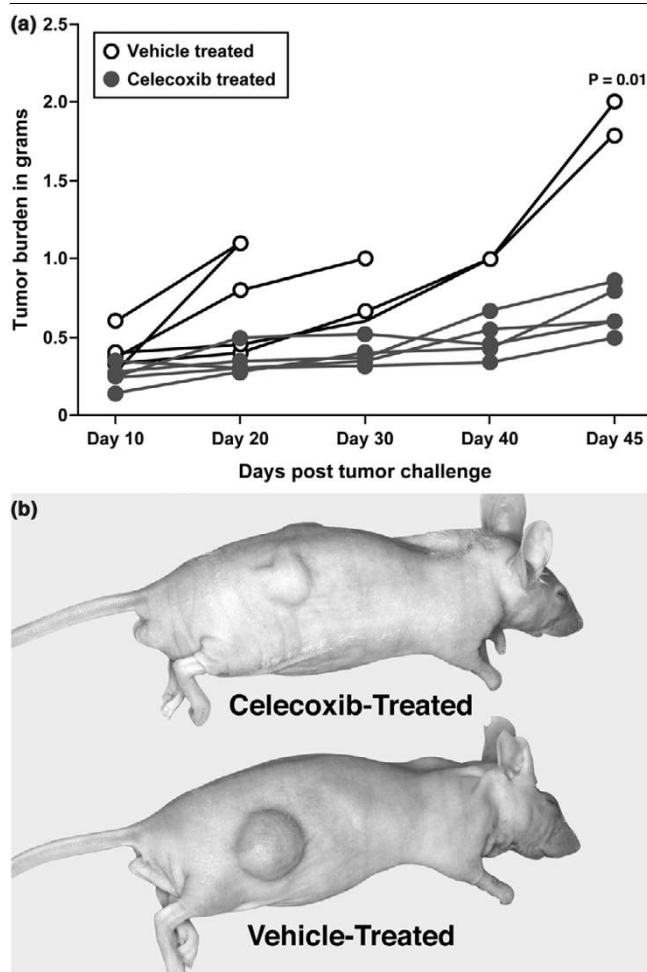 (a)
2.5
2.0
1.5
1.0
0.5
0
Tumor burden in grams
Vehicle treated
Celecoxib treated
P = 0.01
Day 10 Day 20 Day 30 Day 40 Day 45
Days post tumor challenge
(b)
Celecoxib-Treated
Vehicle-Treated